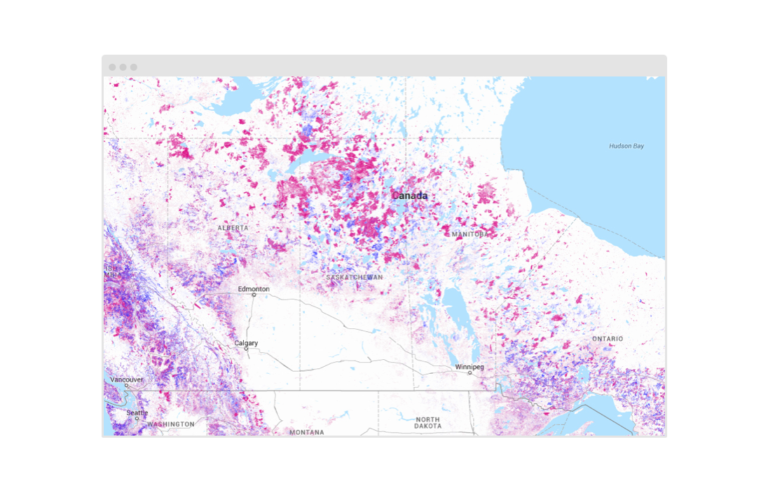 Hudson Bay
Canada
ALBERTA
MANITOBA
SASKATCHEWAN
Edmonton
Calgary
ONTARIO
Winnipeg
Vancouver
Seattle
WASHINGTON
NORTH
DAKOTA
MONTANA